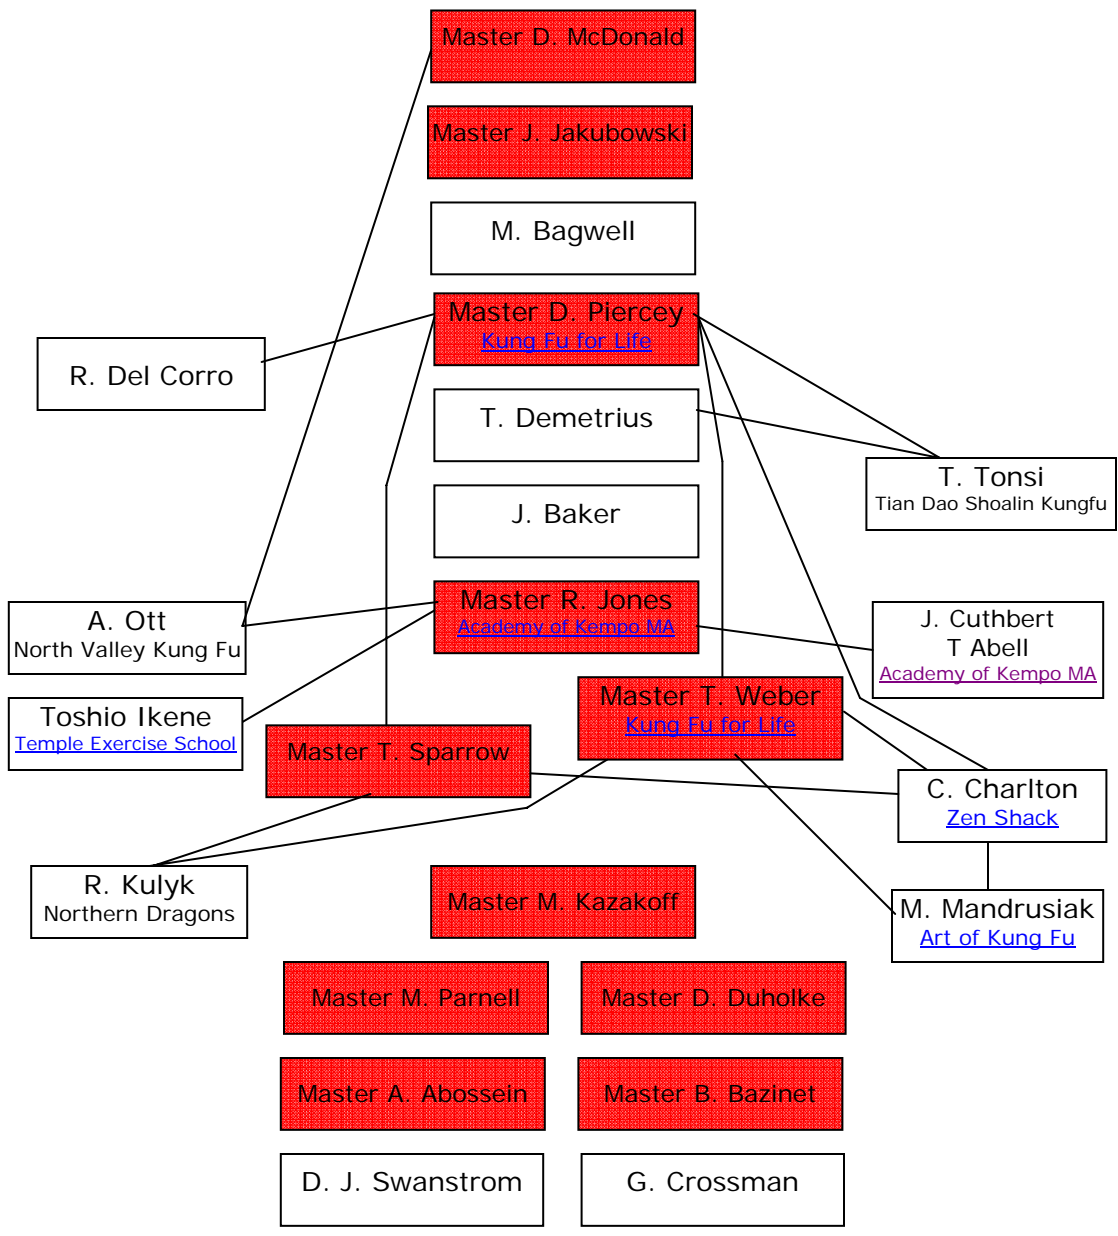 Master D. McDonald
Master J. Jakubowski
M. Bagwell
Master D. Piercey
Kung Fu for Life
R. Del Corro
T. Demetrius
T. Tonsi
Tian Dao Shoalin Kungfu
J. Baker
Master R. Jones
Academy of Kempo MA
A. Ott
North Valley Kung Fu
J. Cuthbert
T Abell
Academy of Kempo MA
Master T. Weber
Kung Fu for Life
Toshio Ikene
Temple Exercise School
Master T. Sparrow
C. Charlton
Zen Shack
R. Kulyk
Northern Dragons
Master M. Kazakoff
M. Mandrusiak
Art of Kung Fu
Master M. Parnell
Master D. Duholke
Master A. Abossein
Master B. Bazinet
D. J. Swanstrom
G. Crossman